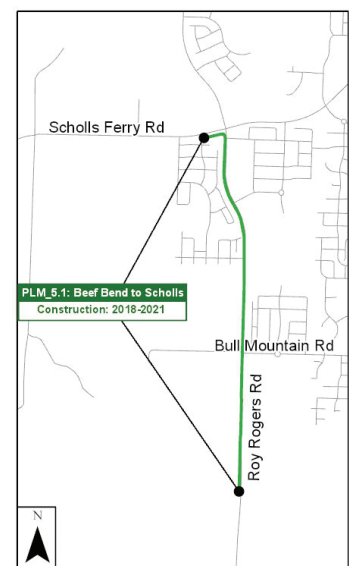 Scholls Ferry Rd
PLM_5.1: Beef Bend to Scholls
Construction: 2018-2021
Bull Mountain Rd
Roy Rogers Rd
N